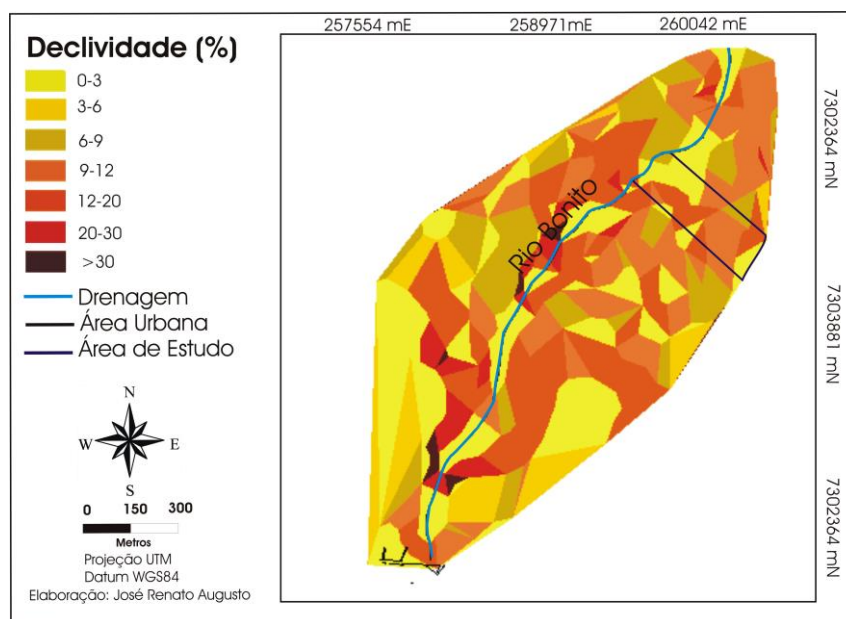 257554 mE
258971mE
260042 mE
Declividade (%)
0-3
3-6
6-9
9-12
12-20
20-30
>30
Drenagem
Área Urbana
Área de Estudo
N
W
E
S
0
150
300
Metros
Projeção UTM
Datum WGS84
Elaboração: José Renato Augusto
Rio Bonito
7302364 mN
7303881 mN
7302364 mN